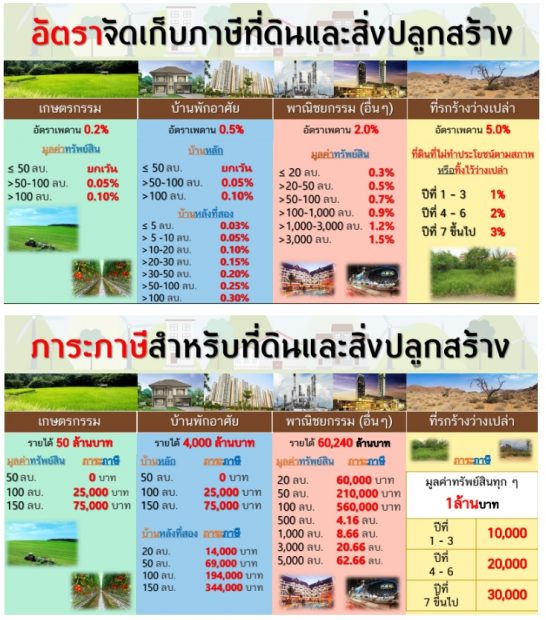 อัตราจัดเก็บภาษีที่ดินและสิ่งปลูกสร้าง
เกษตรกรรม
อัตราเพดาน 0.2%
มูลค่าทรัพย์สิน
≤ 50 ลบ. ยกเว้น
>50-100 ลบ. 0.05%
>100 ลบ. 0.10%
บ้านพักอาศัย
อัตราเพดาน 0.5%
บ้านหลัก
≤ 50 ลบ. ยกเว้น
>50-100 ลบ. 0.05%
>100 ลบ. 0.10%
บ้านหลังที่สอง
≤ 5 ลบ. 0.03%
>5 -10 ลบ. 0.05%
>10-20 ลบ. 0.10%
>20-30 ลบ. 0.15%
>30-50 ลบ. 0.20%
>50-100 ลบ. 0.25%
>100 ลบ. 0.30%
พาณิชยกรรม (อื่นๆ)
อัตราเพดาน 2.0%
มูลค่าทรัพย์สิน
≤ 20 ลบ. 0.3%
>20-50 ลบ. 0.5%
>50-100 ลบ. 0.7%
>100-1,000 ลบ. 0.9%
>1,000-3,000 ลบ. 1.2%
>3,000 ลบ. 1.5%
ที่รกร้างว่างเปล่า
อัตราเพดาน 5.0%
ที่ดินที่ไม่ทำประโยชน์ตามสภาพ
หรือทิ้งไว้ว่างเปล่า
ปีที่ 1 - 3 1%
ปีที่ 4 - 6 2%
ปีที่ 7 ขึ้นไป 3%
ภาระภาษีสำหรับที่ดินและสิ่งปลูกสร้าง
เกษตรกรรม
รายได้ 50 ล้านบาท
มูลค่าทรัพย์สิน ภาระภาษี
50 ลบ. 0 บาท
100 ลบ. 25,000 บาท
150 ลบ. 75,000 บาท
บ้านพักอาศัย
รายได้ 4,000 ล้านบาท
บ้านหลัก ภาระภาษี
50 ลบ. 0 บาท
100 ลบ. 25,000 บาท
150 ลบ. 75,000 บาท
บ้านหลังที่สอง ภาระภาษี
20 ลบ. 14,000 บาท
50 ลบ. 69,000 บาท
100 ลบ. 194,000 บาท
150 ลบ. 344,000 บาท
พาณิชยกรรม (อื่นๆ)
รายได้ 60,240 ล้านบาท
มูลค่าทรัพย์สิน ภาระภาษี
20 ลบ. 60,000 บาท
50 ลบ. 210,000 บาท
100 ลบ. 560,000 บาท
500 ลบ. 4.16 ลบ.
1,000 ลบ. 8.66 ลบ.
3,000 ลบ. 20.66 ลบ.
5,000 ลบ. 62.66 ลบ.
ที่รกร้างว่างเปล่า
ภาระภาษี
มูลค่าทรัพย์สินทุก ๆ
1ล้านบาท
ปีที่
1 - 3 10,000
ปีที่
4 - 6 20,000
ปีที่
7 ขึ้นไป 30,000